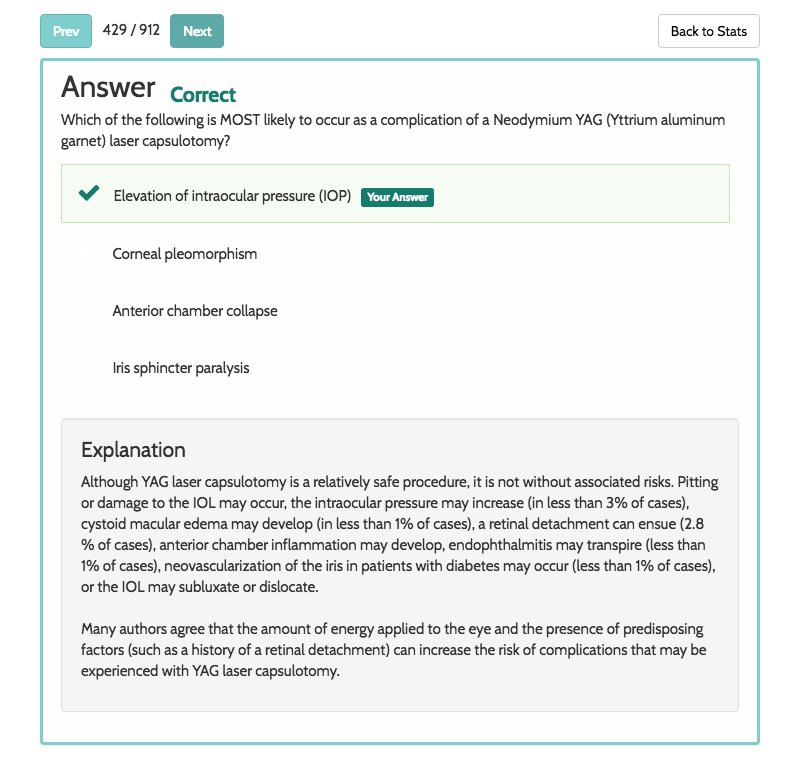 Prev 429 / 912 Next Back to Stats
Answer Correct
Which of the following is MOST likely to occur as a complication of a Neodymium YAG (Yttrium aluminum
garnet) laser capsulotomy?
Elevation of intraocular pressure (IOP) Your Answer
Corneal pleomorphism
Anterior chamber collapse
Iris sphincter paralysis
Explanation
Although YAG laser capsulotomy is a relatively safe procedure, it is not without associated risks. Pitting
or damage to the IOL may occur, the intraocular pressure may increase (in less than 3% of cases),
cystoid macular edema may develop (in less than 1% of cases), a retinal detachment can ensue (2.8
% of cases), anterior chamber inflammation may develop, endophthalmitis may transpire (less than
1% of cases), neovascularization of the iris in patients with diabetes may occur (less than 1% of cases),
or the IOL may subluxate or dislocate.
Many authors agree that the amount of energy applied to the eye and the presence of predisposing
factors (such as a history of a retinal detachment) can increase the risk of complications that may be
experienced with YAG laser capsulotomy.